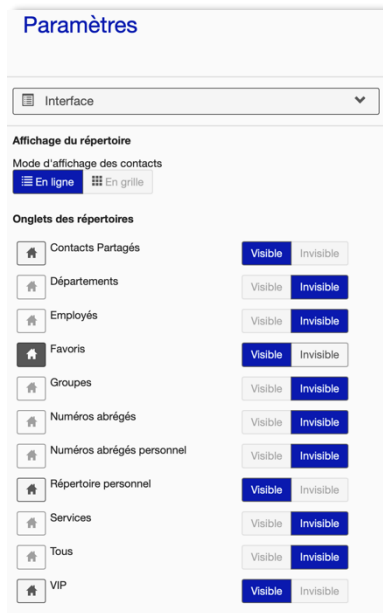 Paramètres
Interface
Affichage du répertoire
Mode d'affichage des contacts
En ligne En grille
Onglets des répertoires
Contacts Partagés Visible Invisible
Départements Visible Invisible
Employés Visible Invisible
Favoris Visible Invisible
Groupes Visible Invisible
Numéros abrégés Visible Invisible
Numéros abrégés personnel Visible Invisible
Répertoire personnel Visible Invisible
Services Visible Invisible
Tous Visible Invisible
VIP Visible Invisible